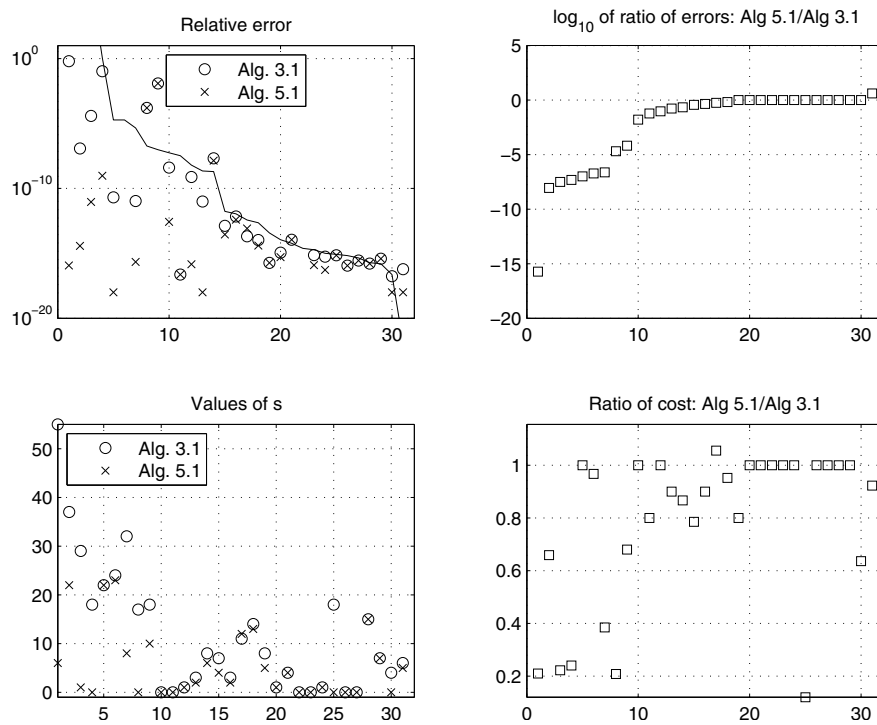 Relative error
10^0
10^-10
10^-20
0 10 20 30
Alg. 3.1
Alg. 5.1
log10 of ratio of errors: Alg 5.1/Alg 3.1
5
0
−5
−10
−15
−20
0 10 20 30
Values of s
50
40
30
20
10
0
5 10 15 20 25 30
Alg. 3.1
Alg. 5.1
Ratio of cost: Alg 5.1/Alg 3.1
1
0.8
0.6
0.4
0.2
0 10 20 30